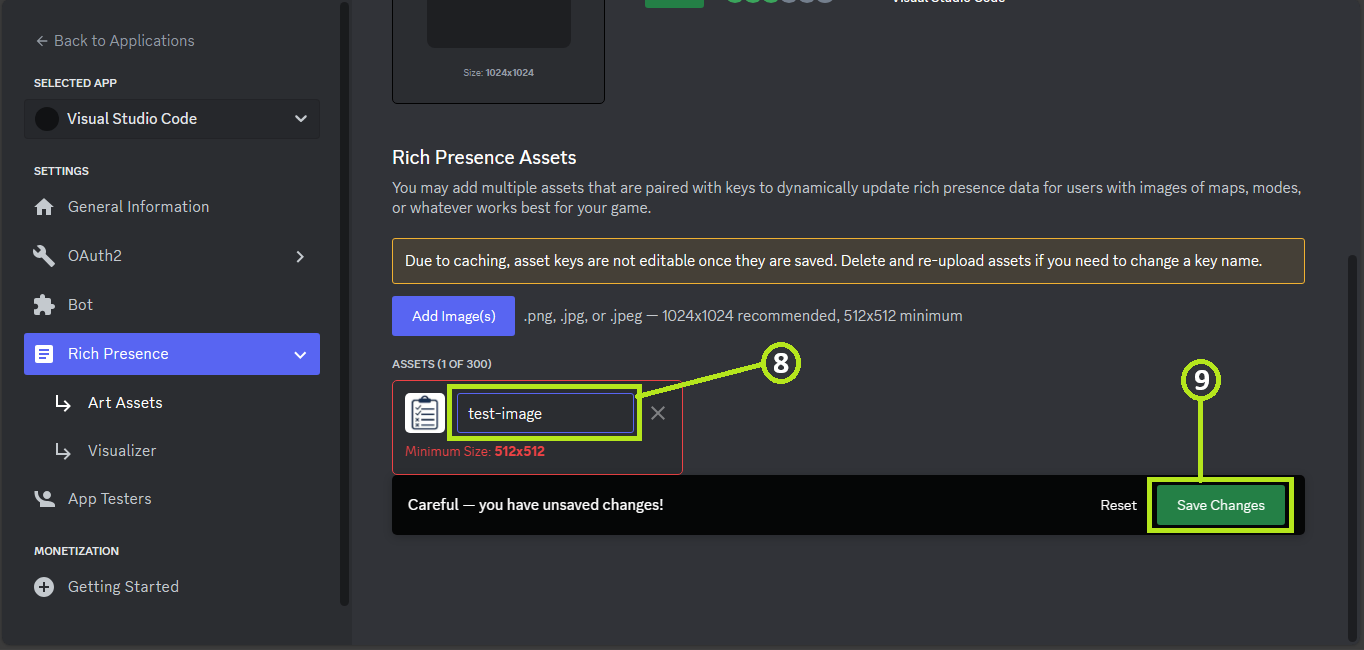 Visual Studio Code
← Back to Applications
SELECTED APP
Visual Studio Code
SETTINGS
General Information
OAuth2
Bot
Rich Presence
Art Assets
Visualizer
App Testers
MONETIZATION
Getting Started
Size: 1024x1024
Rich Presence Assets
You may add multiple assets that are paired with keys to dynamically update rich presence data for users with images of maps, modes,
or whatever works best for your game.
Due to caching, asset keys are not editable once they are saved. Delete and re-upload assets if you need to change a key name.
Add Image(s)
.png, .jpg, or .jpeg — 1024x1024 recommended, 512x512 minimum
ASSETS (1 OF 300)
8
9
test-image
Minimum Size: 512x512
Careful — you have unsaved changes!
Reset
Save Changes